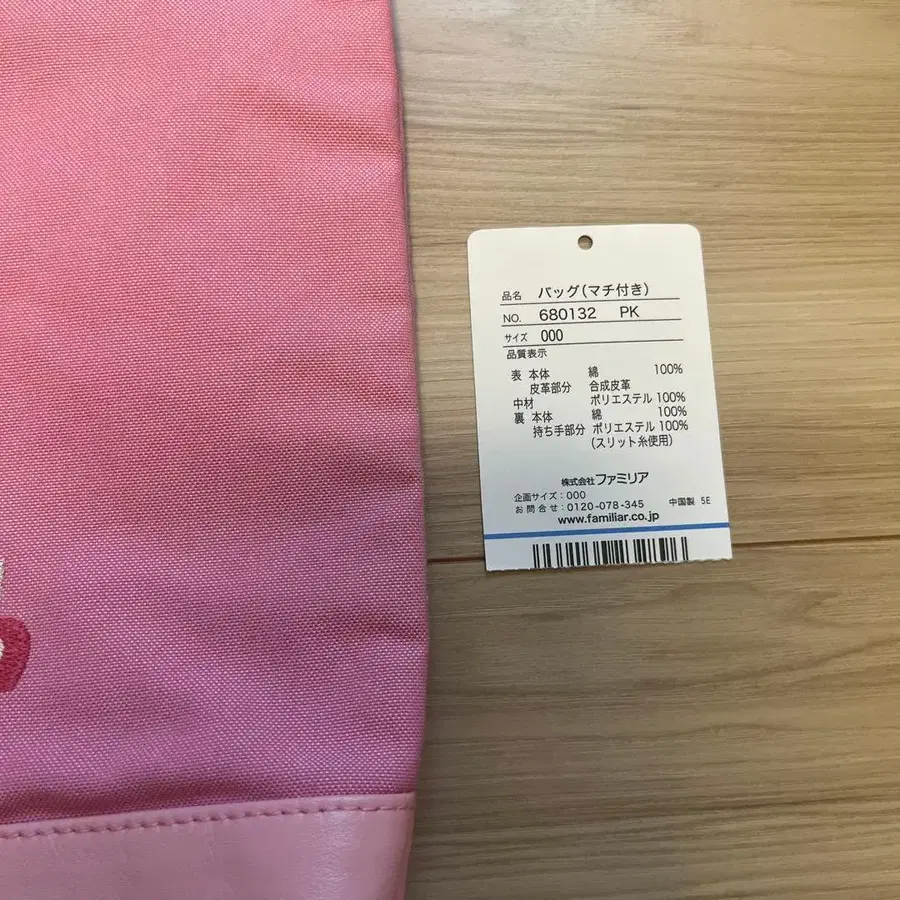 品名 バッグ(マチ付き)
NO. 680132 PK
サイズ 000
品質表示
表 本体 綿 100%
皮革部分 合成皮革
中材 ポリエステル 100%
裏 本体 綿 100%
持ち手部分 ポリエステル 100%
(スリット糸使用)
株式会社ファミリア
企画サイズ:000
お問合せ:0120-078-345 中国製 5E
www.familiar.co.jp